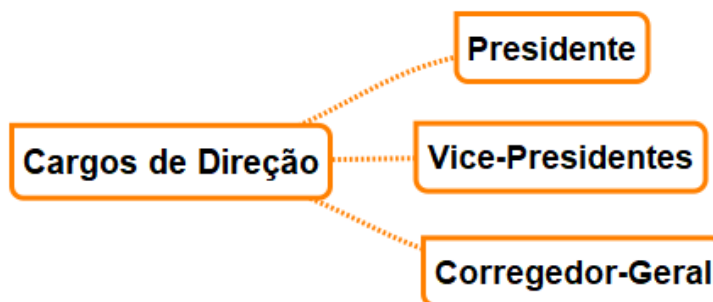 Presidente
Cargos de Direção
Vice-Presidentes
Corregedor-Geral